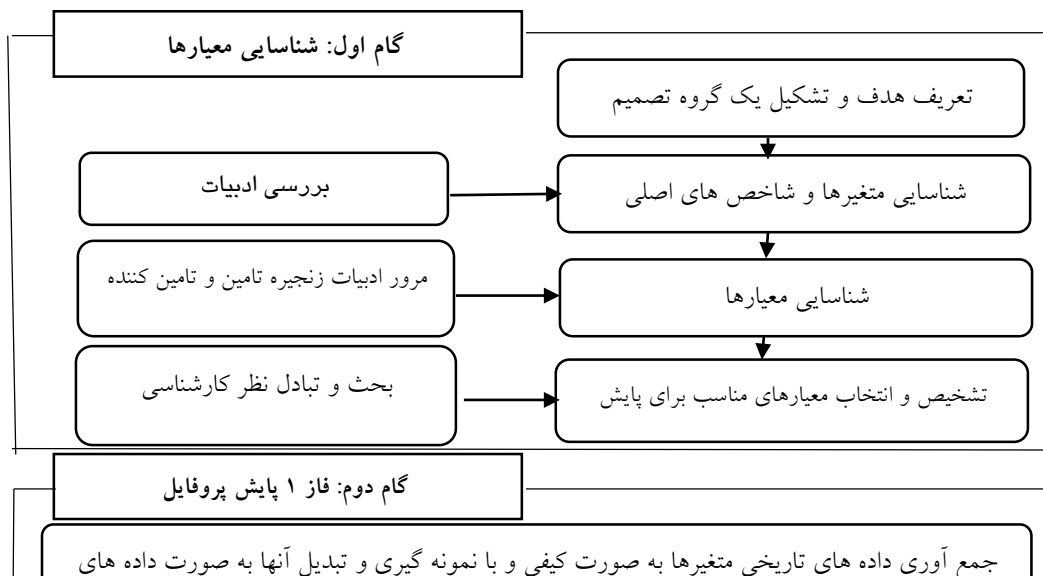 گام اول: شناسایی معیارها
تعریف هدف و تشکیل یک گروه تصمیم
شناسایی متغیرها و شاخص های اصلی
بررسی ادبیات
شناسایی معیارها
مرور ادبیات زنجیره تامین و تامین کننده
تشخیص و انتخاب معیارهای مناسب برای پایش
بحث و تبادل نظر کارشناسی
گام دوم: فاز ۱ پایش پروفایل
جمع آوری داده های تاریخی متغیرها به صورت کیفی و با نمونه گیری و تبدیل آنها به صورت داده های